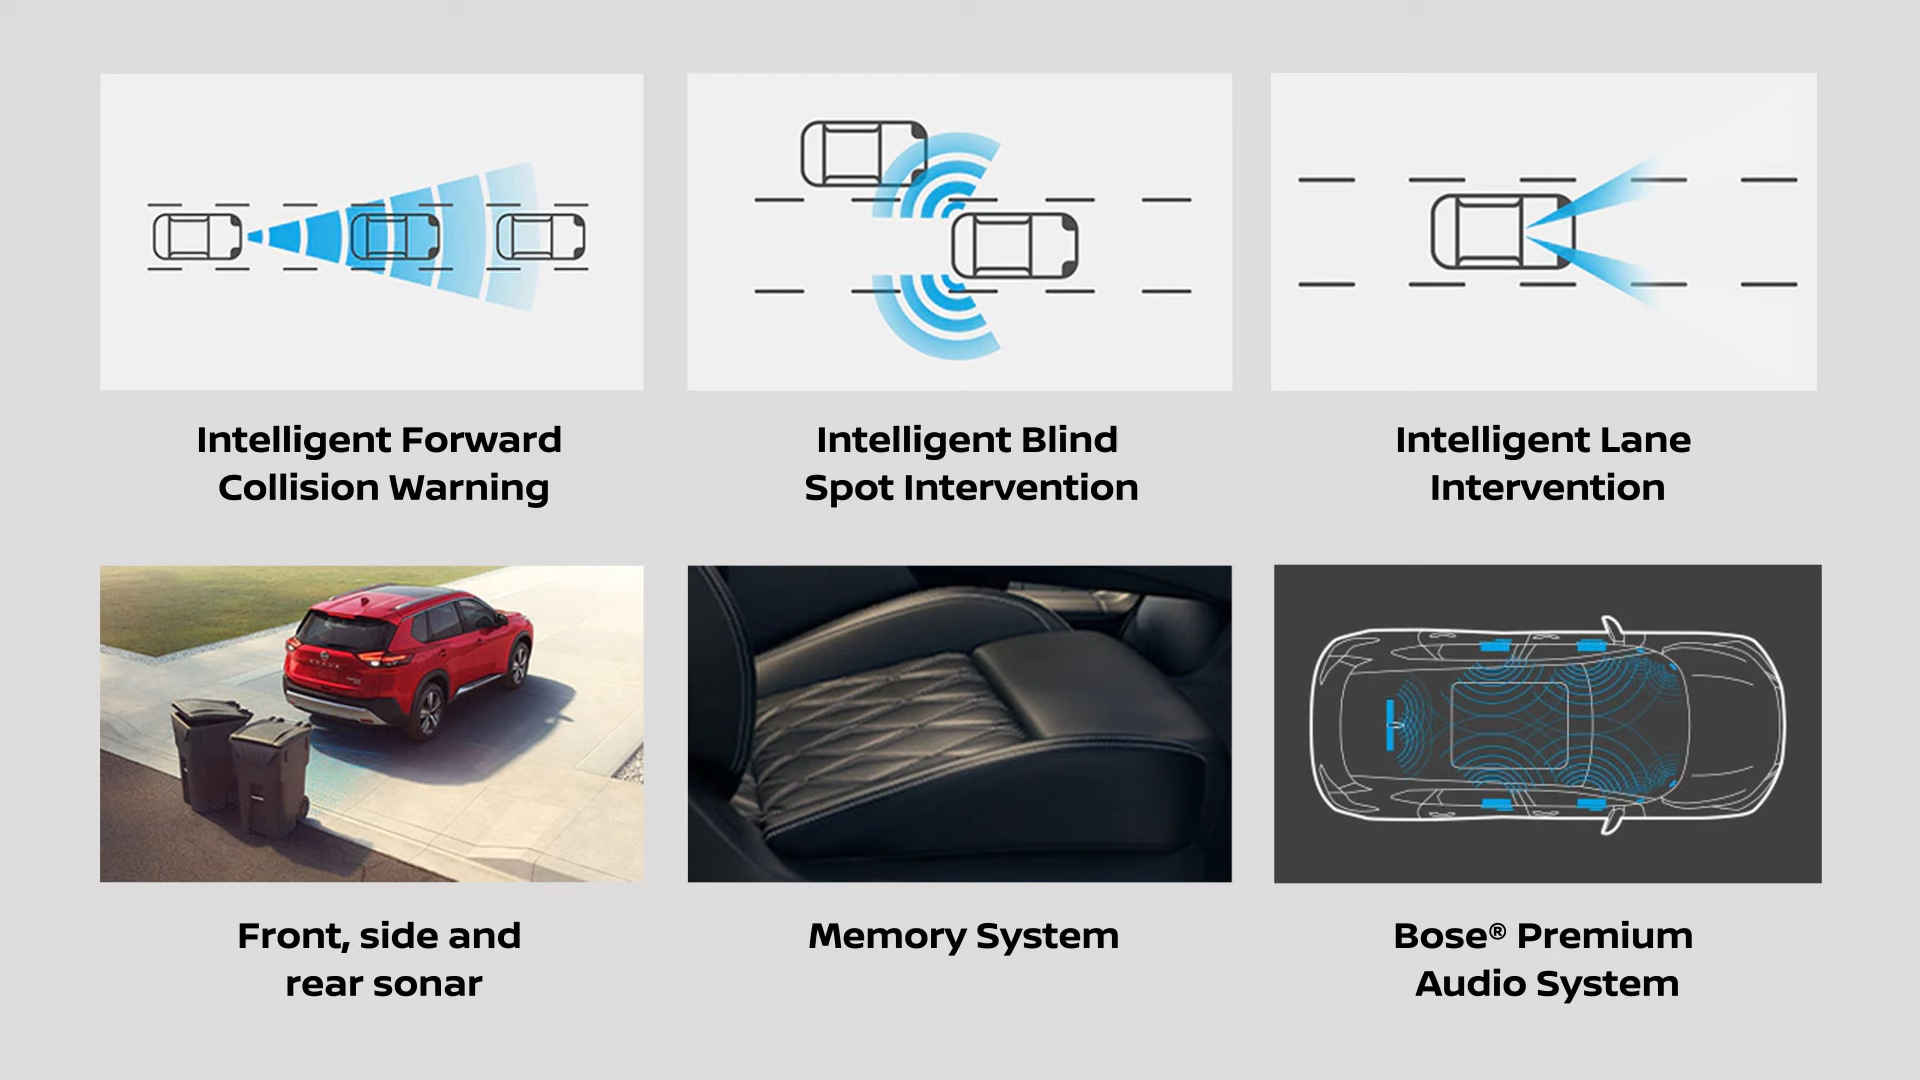 Intelligent Forward
Collision Warning
Intelligent Blind
Spot Intervention
Intelligent Lane
Intervention
Front, side and
rear sonar
Memory System
Bose® Premium
Audio System